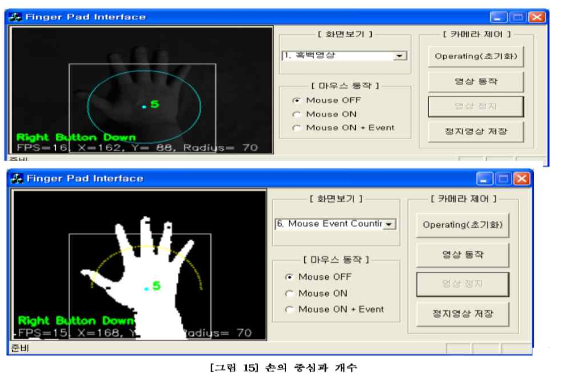 Finger Pad Interface
5
Right Button Down
FPS=16, X=162, Y= 88, Radius= 70
준비
[ 화면보기 ]
1. 흑백영상
[ 마우스 동작 ]
Mouse OFF
Mouse ON
Mouse ON + Event
[ 카메라 제어 ]
Operating(초기화)
영상 동작
영상 정지
정지영상 저장
Finger Pad Interface
5
Right Button Down
FPS=15, X=168, adius= 70
준비
[ 화면보기 ]
6. Mouse Event Countir
[ 마우스 동작 ]
Mouse OFF
Mouse ON
Mouse ON + Event
[ 카메라 제어 ]
Operating(초기화)
영상 동작
영상 정지
정지영상 저장
[그림 15] 손의 중심과 개수